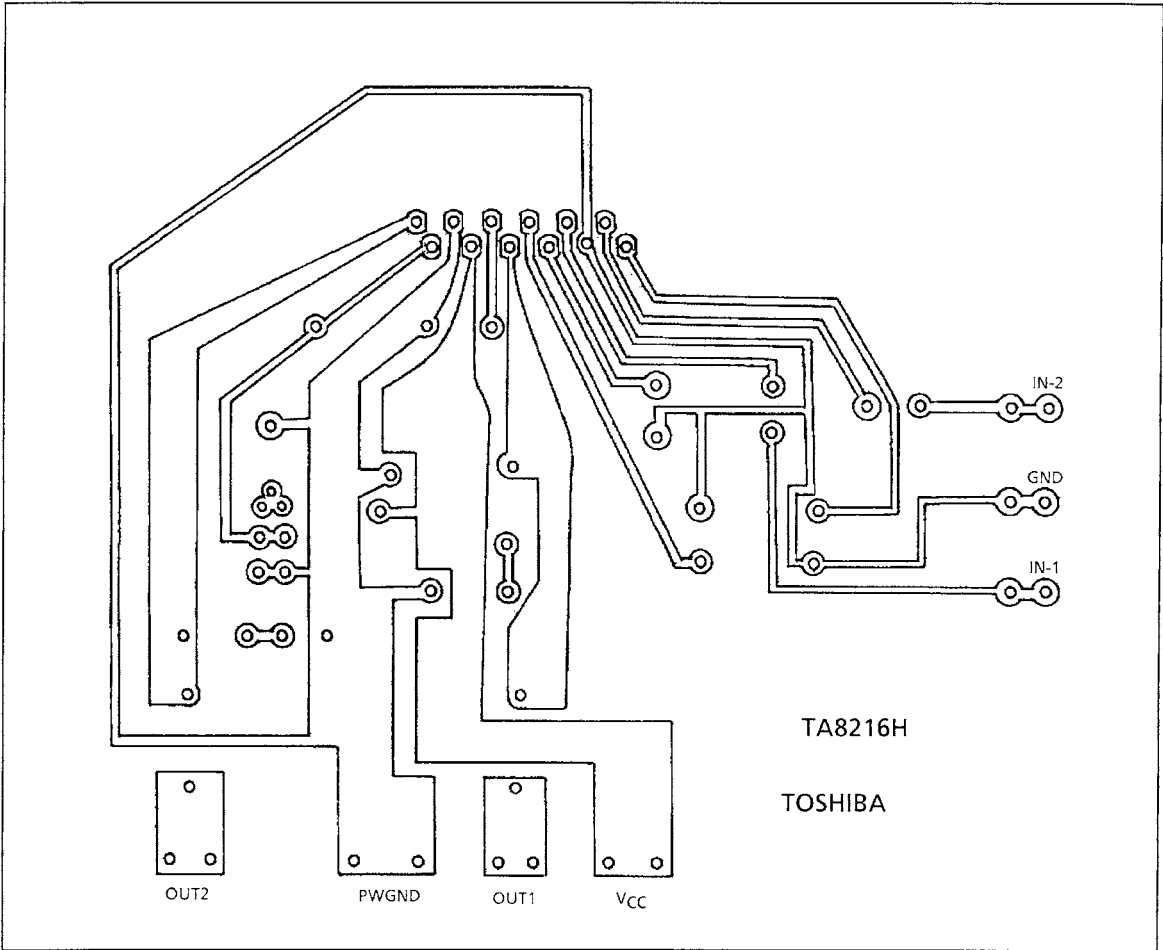 IN-2
GND
IN-1
TA8216H
TOSHIBA
OUT2
PWGND
OUT1
VCC